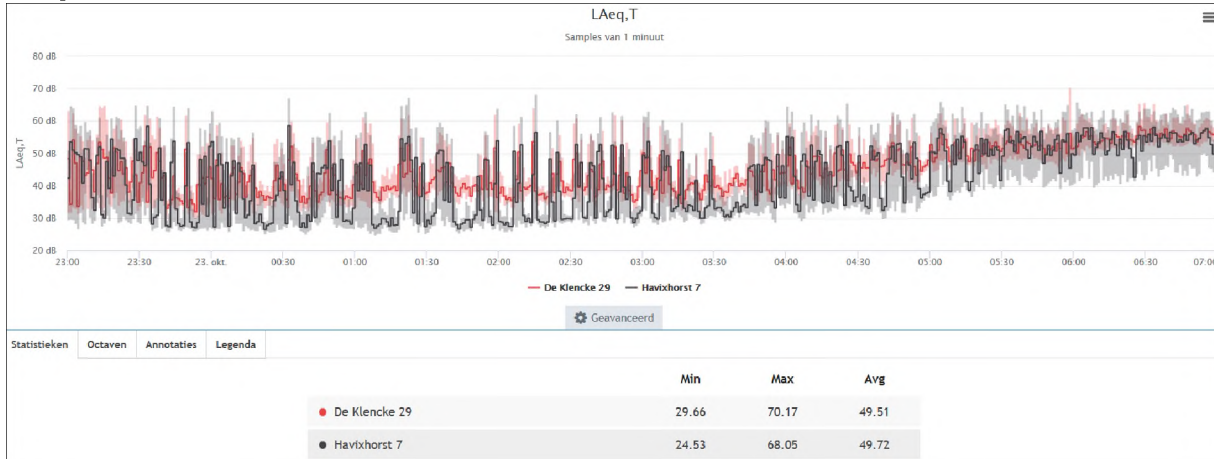 LAeq,T
Samples van 1 minuut
80 dB
70 dB
60 dB
50 dB
40 dB
30 dB
20 dB
LAeq,T
23:00 23:30 23. okt. 00:30 01:00 01:30 02:00 02:30 03:00 03:30 04:00 04:30 05:00 05:30 06:00 06:30 07:00
De Klencke 29 Havixhorst 7
Geavanceerd
Statistieken Octaven Annotaties Legenda
Min Max Avg
De Klencke 29 29.66 70.17 49.51
Havixhorst 7 24.53 68.05 49.72